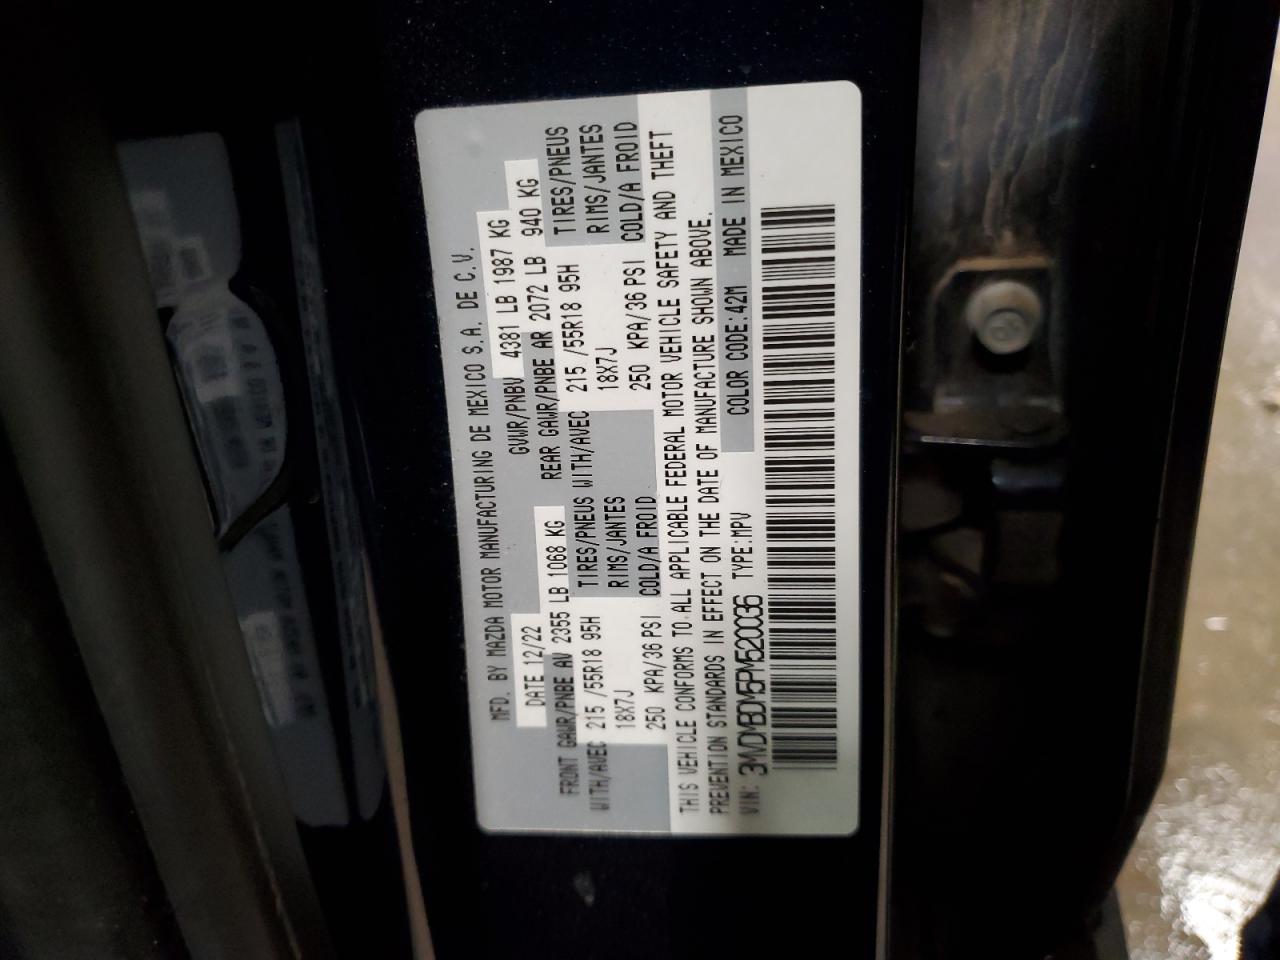 MFD. BY MAZDA MOTOR MANUFACTURING DE MEXICO S.A. DE C.V.
DATE 12/22 GVWR/PNBV 4381 LB 1987 KG
FRONT GAWR/PNBE AV 2355 LB 1068 KG REAR GAWR/PNBE AR 2072 LB 940 KG
WITH/AVEC 215 /55R18 95H TIRES/PNEUS WITH/AVEC 215 /55R18 95H TIRES/PNEUS
18X7J RIMS/JANTES 18X7J RIMS/JANTES
250 KPA/36 PSI COLD/A FROID 250 KPA/36 PSI COLD/A FROID
THIS VEHICLE CONFORMS TO ALL APPLICABLE FEDERAL MOTOR VEHICLE SAFETY AND THEFT
PREVENTION STANDARDS IN EFFECT ON THE DATE OF MANUFACTURE SHOWN ABOVE.
VIN: 3MVDMBDM5PM520036 TYPE:MPV COLOR CODE:42M MADE IN MEXICO